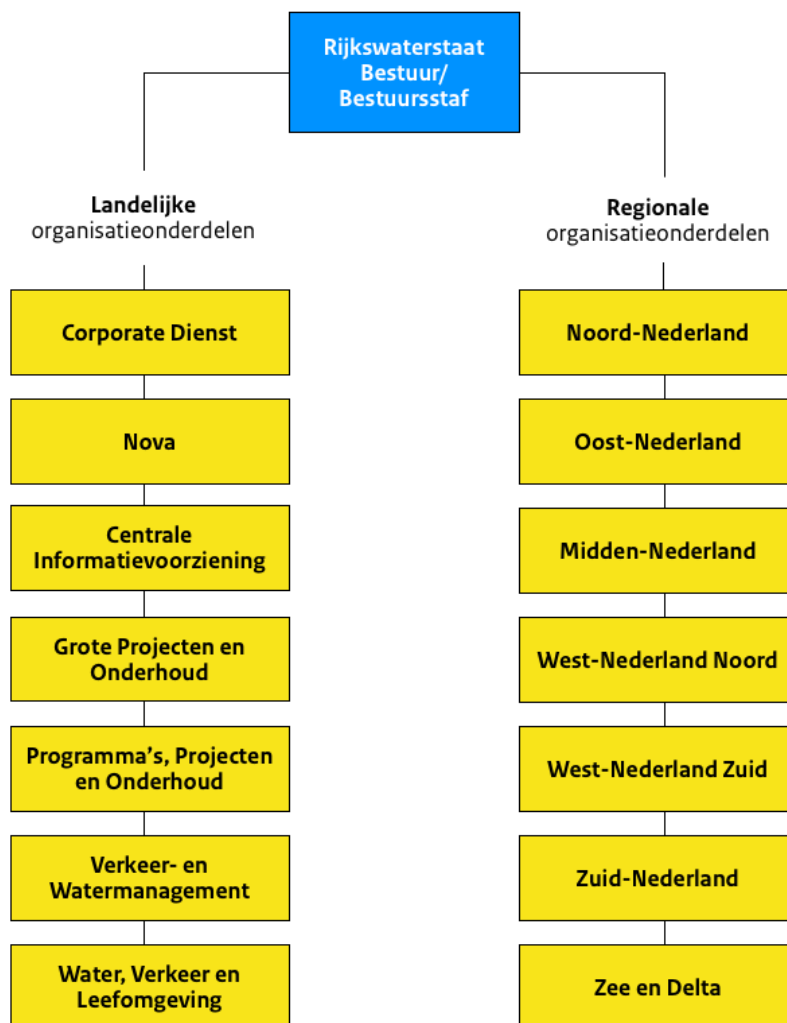 Rijkswaterstaat
Bestuur/
Bestuursstaf
Landelijke
organisatieonderdelen
Corporate Dienst
Nova
Centrale
Informatievoorziening
Grote Projecten en
Onderhoud
Programma’s, Projecten
en Onderhoud
Verkeer- en
Watermanagement
Water, Verkeer en
Leefomgeving
Regionale
organisatieonderdelen
Noord-Nederland
Oost-Nederland
Midden-Nederland
West-Nederland Noord
West-Nederland Zuid
Zuid-Nederland
Zee en Delta